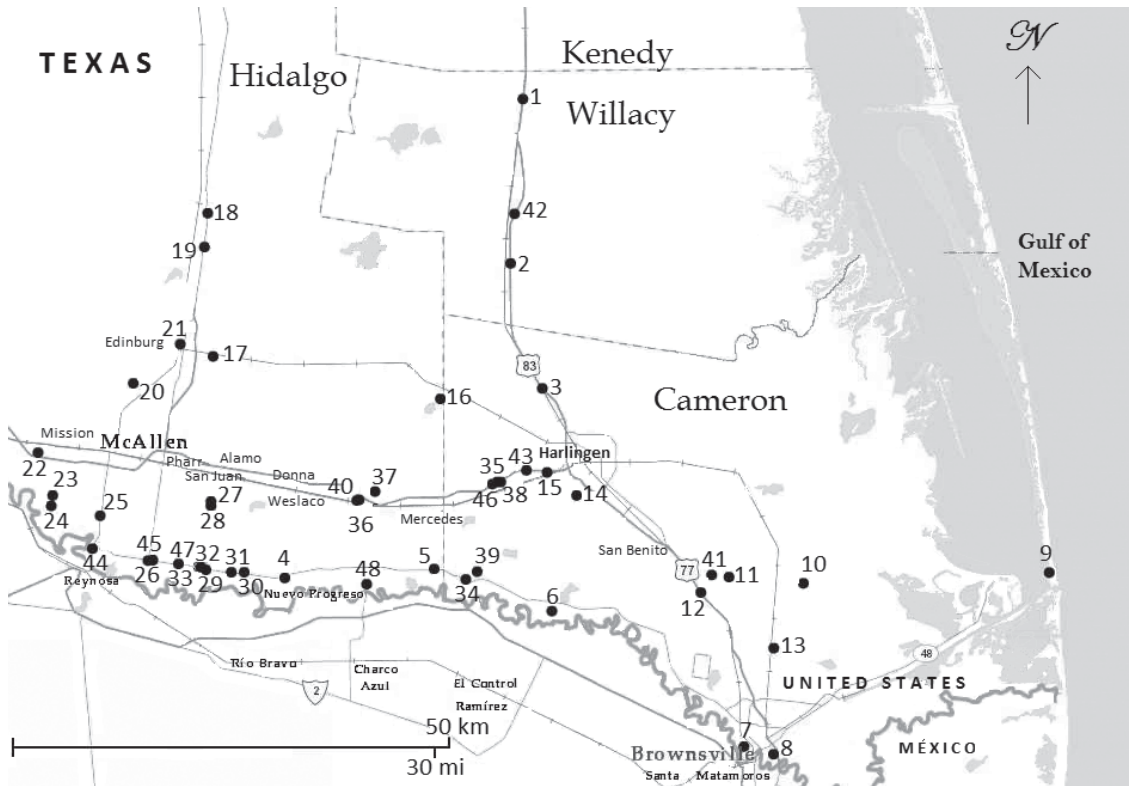 TEXAS
Hidalgo
Kenedy
Willacy
N
1
42
2
18
19
Gulf of
Mexico
21
Edinburg
17
20
16
83
3
Cameron
Mission
McAllen
22
Pharr
Alamo
San Juan
Donna
Weslaco
Mercedes
Harlingen
23
24
25
27
28
40
36
37
35
46
38
43
15
14
San Benito
44
Reynosa
45
26
47
33
32
29
31
30
4
Nuevo Progreso
48
5
39
34
6
77
41
11
12
10
9
13
48
Río Bravo
Charco
Azul
2
El Control
Ramírez
UNITED STATES
50 km
30 mi
7
Brownsville
8
Santa
Matamoros
MÉXICO